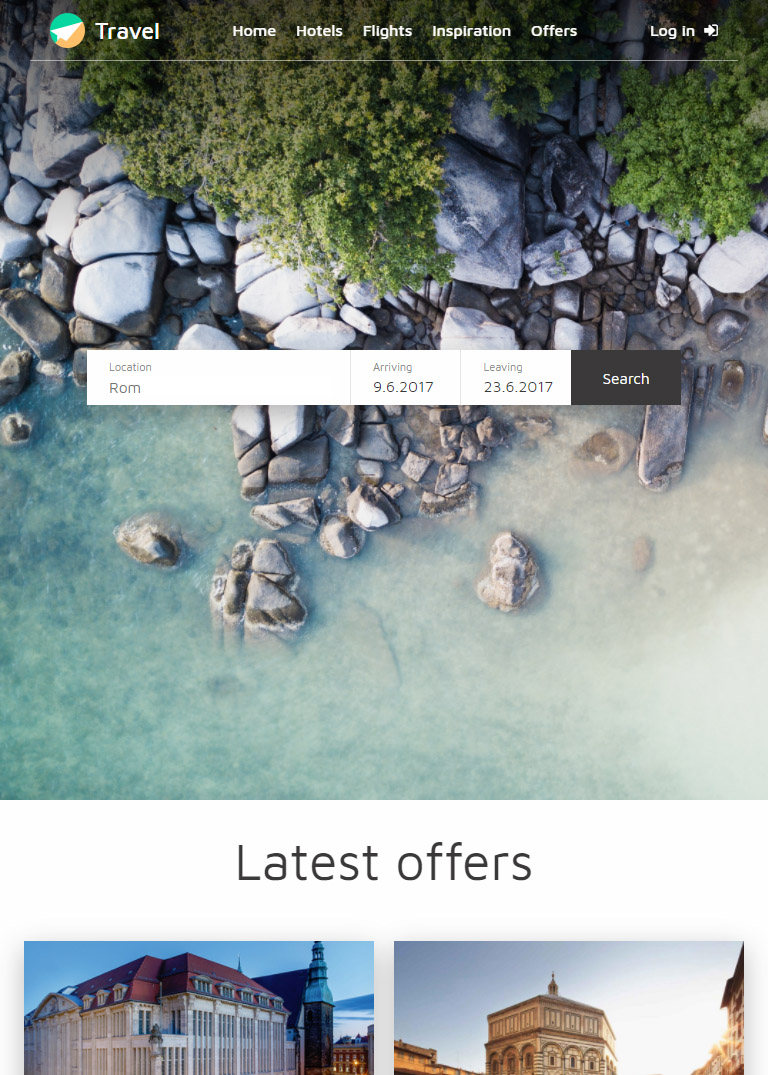 Travel
Home Hotels Flights Inspiration Offers
Log in
Location Arriving Leaving
Rom 9.6.2017 23.6.2017
Search
Latest offers